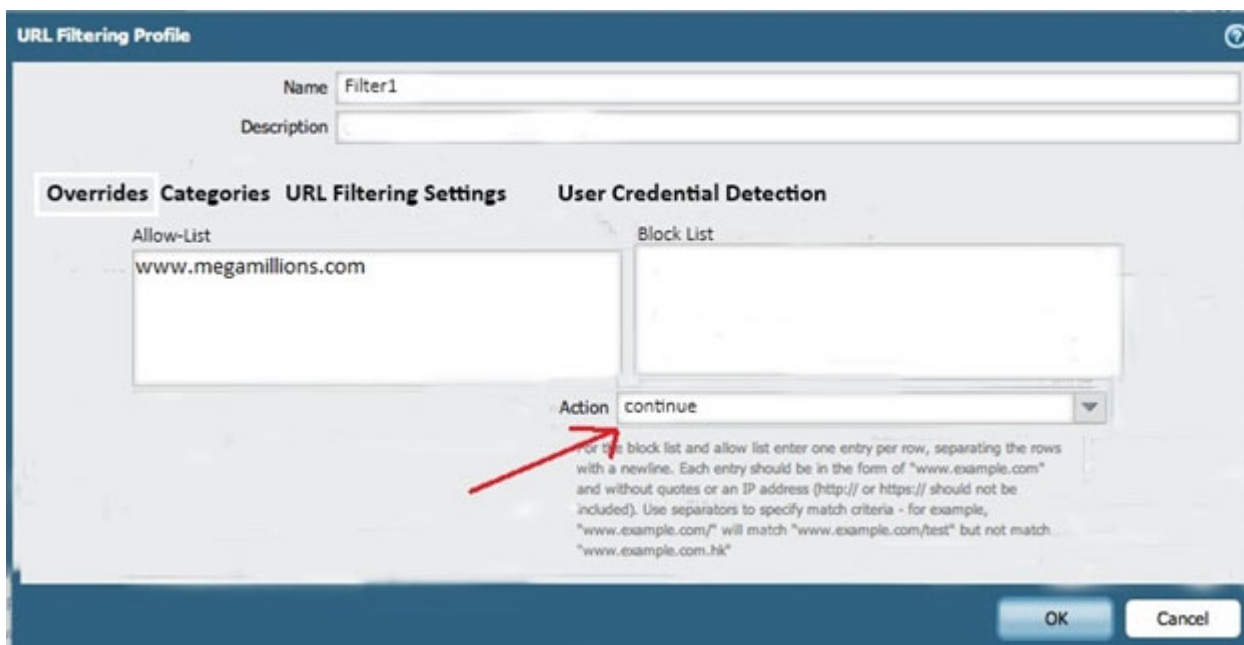 URL Filtering Profile
Name Filter1
Description
Overrides Categories URL Filtering Settings User Credential Detection
Allow-List
www.megamillions.com
Block List
Action continue
For the block list and allow list enter one entry per row, separating the rows
with a newline. Each entry should be in the form of "www.example.com"
and without quotes or an IP address (http:// or https:// should not be
included). Use separators to specify match criteria - for example,
"www.example.com/" will match "www.example.com/test" but not match
"www.example.com.hk"
OK Cancel